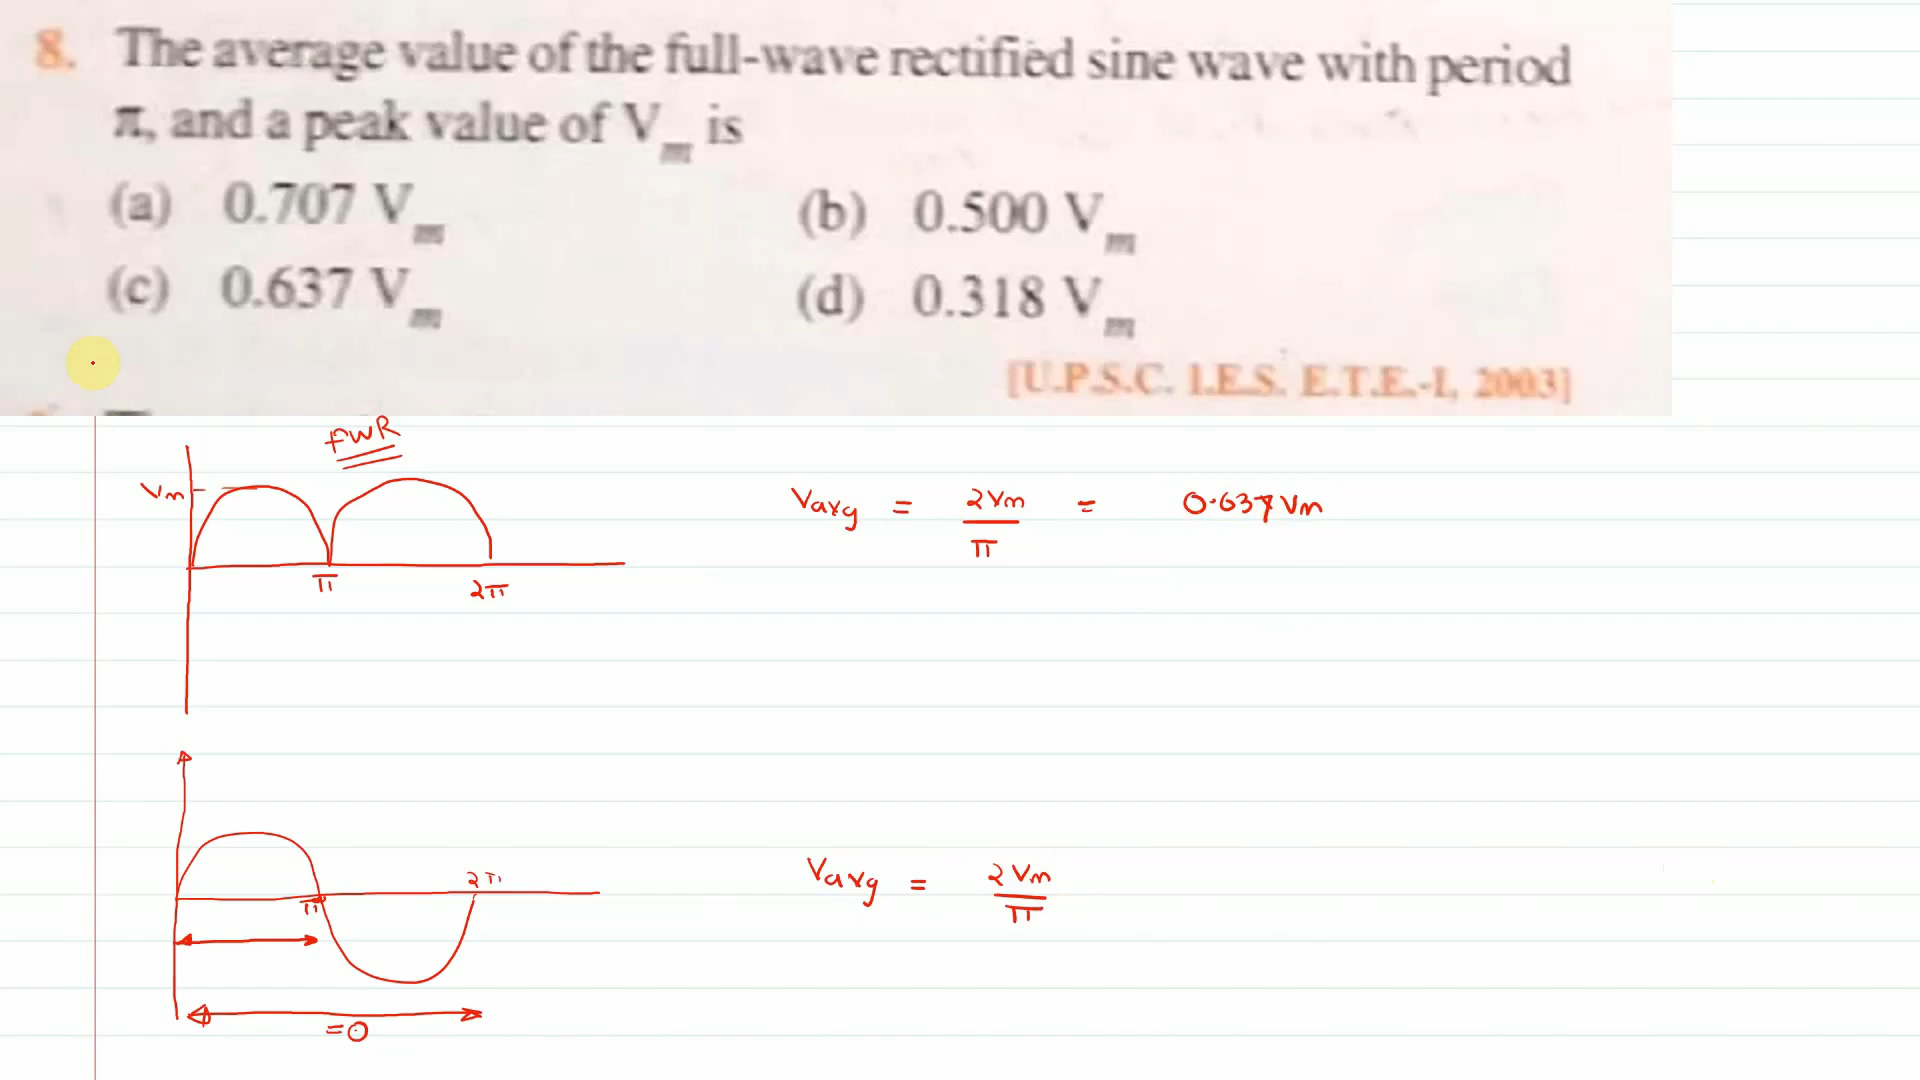 8. The average value of the full-wave rectified sine wave with period
π, and a peak value of Vm is
(a) 0.707 Vm (b) 0.500 Vm
(c) 0.637 Vm (d) 0.318 Vm
[U.P.S.C. I.E.S. E.T.E.-I, 2003]
FWR
Vm
Vavg = 2Vm/π = 0.637 Vm
π 2π
2π
Vavg = 2Vm/π
π
=0